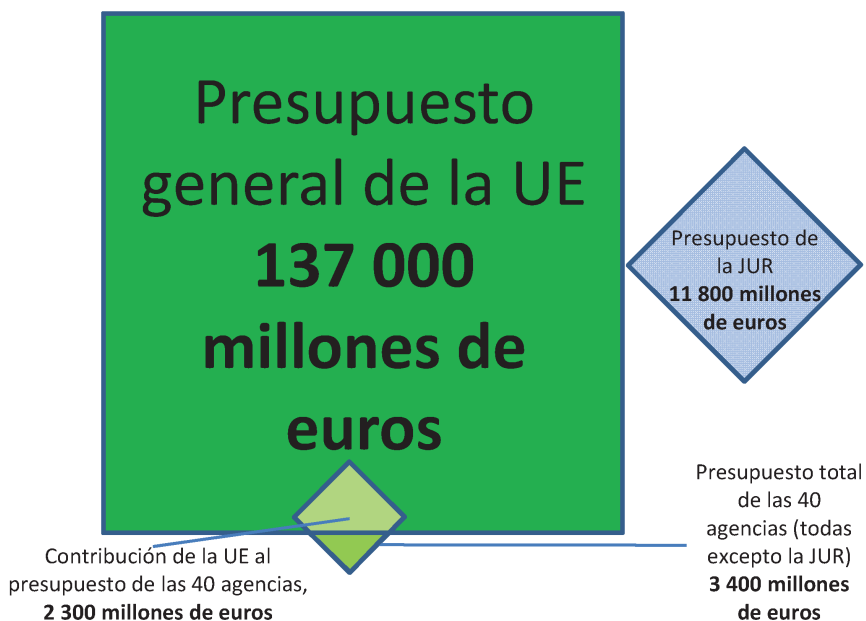 Presupuesto
general de la UE
137 000
millones de
euros
Presupuesto de
la JUR
11 800 millones
de euros
Contribución de la UE al
presupuesto de las 40 agencias,
2 300 millones de euros
Presupuesto total
de las 40
agencias (todas
excepto la JUR)
3 400 millones
de euros